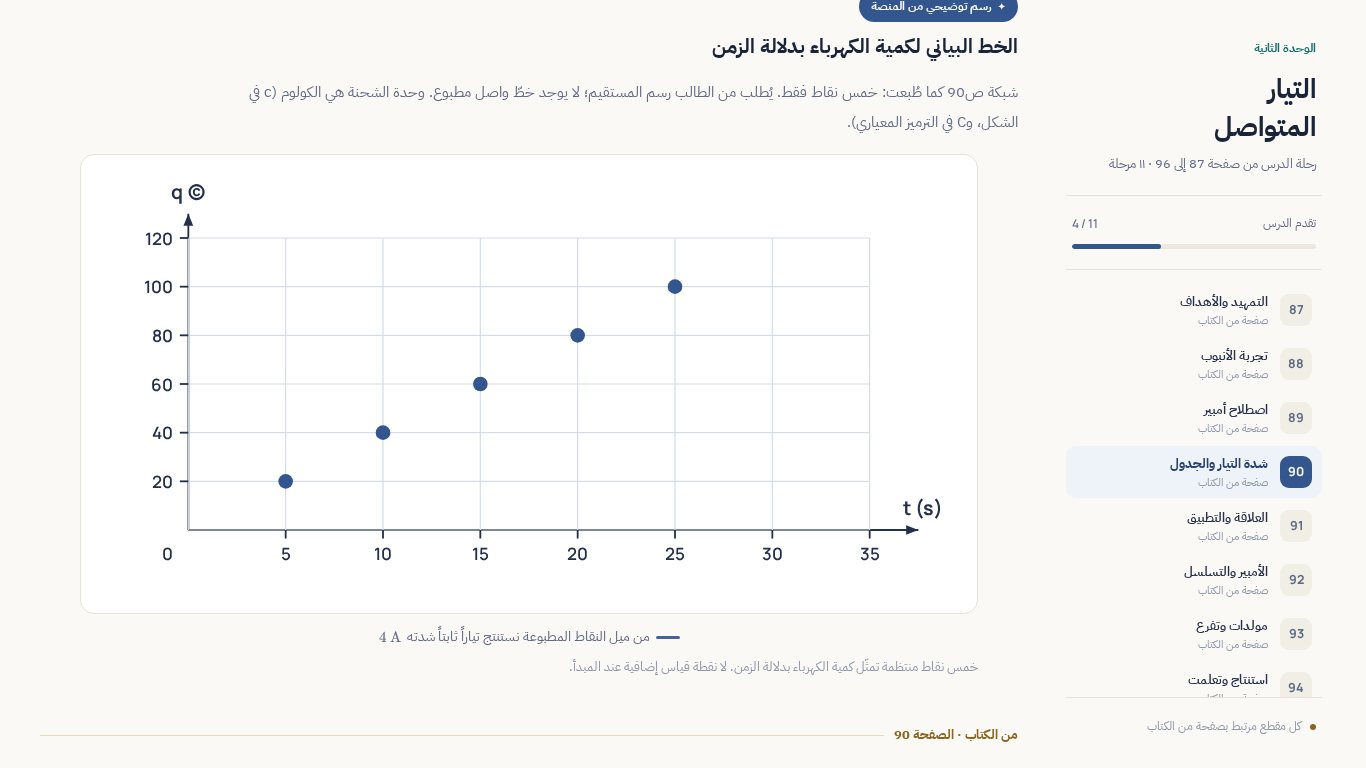 الوحدة الثانية
التيار
المتواصل
رحلة الدرس من صفحة 87 إلى 96 · ١١ مرحلة
تقدم الدرس
4 / 11
87
التمهيد والأهداف
صفحة من الكتاب
88
تجربة الأنبوب
صفحة من الكتاب
89
اصطلاح أمبير
صفحة من الكتاب
90
شدة التيار والجدول
صفحة من الكتاب
91
العلاقة والتطبيق
صفحة من الكتاب
92
الأمبير والتسلسل
صفحة من الكتاب
93
مولدات وتفرع
صفحة من الكتاب
94
استنتاج وتعلمت
كل مقطع مرتبط بصفحة من الكتاب
✦ رسم توضيحي من المنصة
الخط البياني لكمية الكهرباء بدلالة الزمن
شبكة ص90 كما طُبعت: خمس نقاط فقط. يُطلب من الطالب رسم المستقيم؛ لا يوجد خطّ واصل مطبوع. وحدة الشحنة هي الكولوم (c في
الشكل، وC في الترميز المعياري).
q ©
120
100
80
60
40
20
t (s)
0 5 10 15 20 25 30 35
من ميل النقاط المطبوعة نستنتج تياراً ثابتاً شدته 4 A
خمس نقاط منتظمة تمثّل كمية الكهرباء بدلالة الزمن. لا نقطة قياس إضافية عند المبدأ.
من الكتاب · الصفحة 90